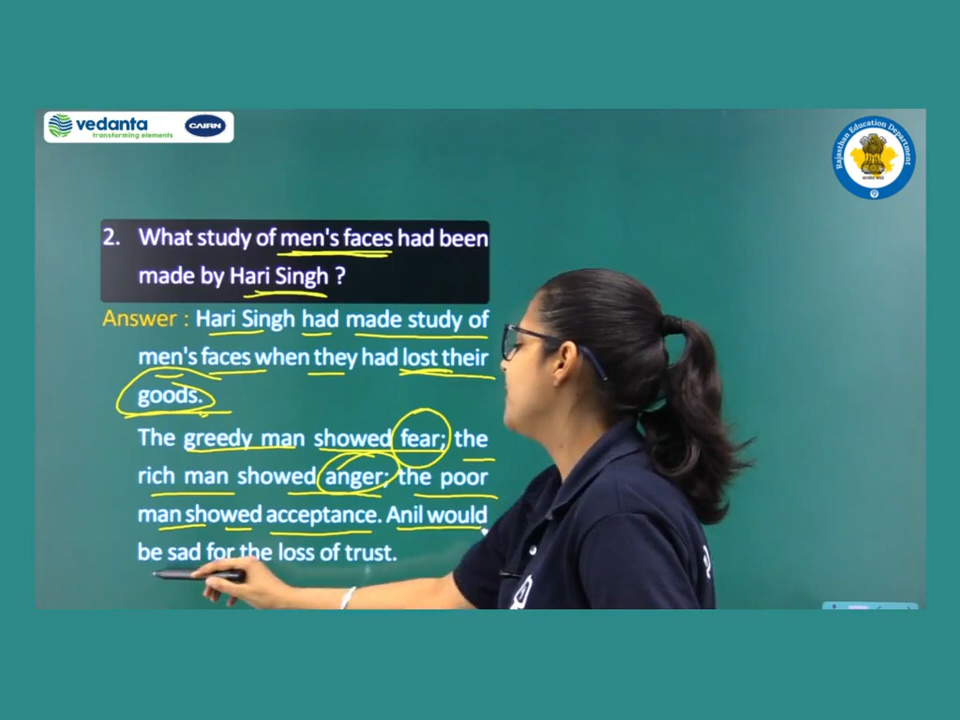 vedanta
transforming elements
CAIRN
Rajasthan Education Department
2. What study of men's faces had been
made by Hari Singh ?
Answer : Hari Singh had made study of
men's faces when they had lost their
goods.
The greedy man showed fear; the
rich man showed anger; the poor
man showed acceptance. Anil would
be sad for the loss of trust.